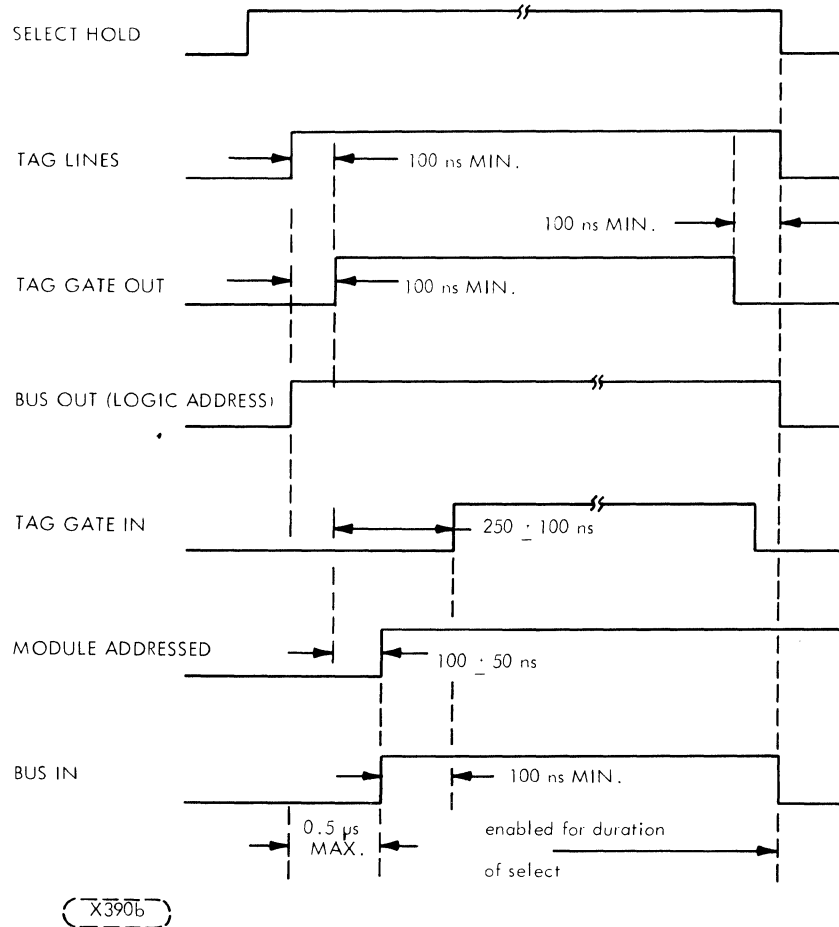 SELECT HOLD
TAG LINES
100 ns MIN.
100 ns MIN.
TAG GATE OUT
100 ns MIN.
BUS OUT (LOGIC ADDRESS)
TAG GATE IN
250 ± 100 ns
MODULE ADDRESSED
100 ± 50 ns
BUS IN
100 ns MIN.
0.5 μs
MAX.
enabled for duration
of select
X390b